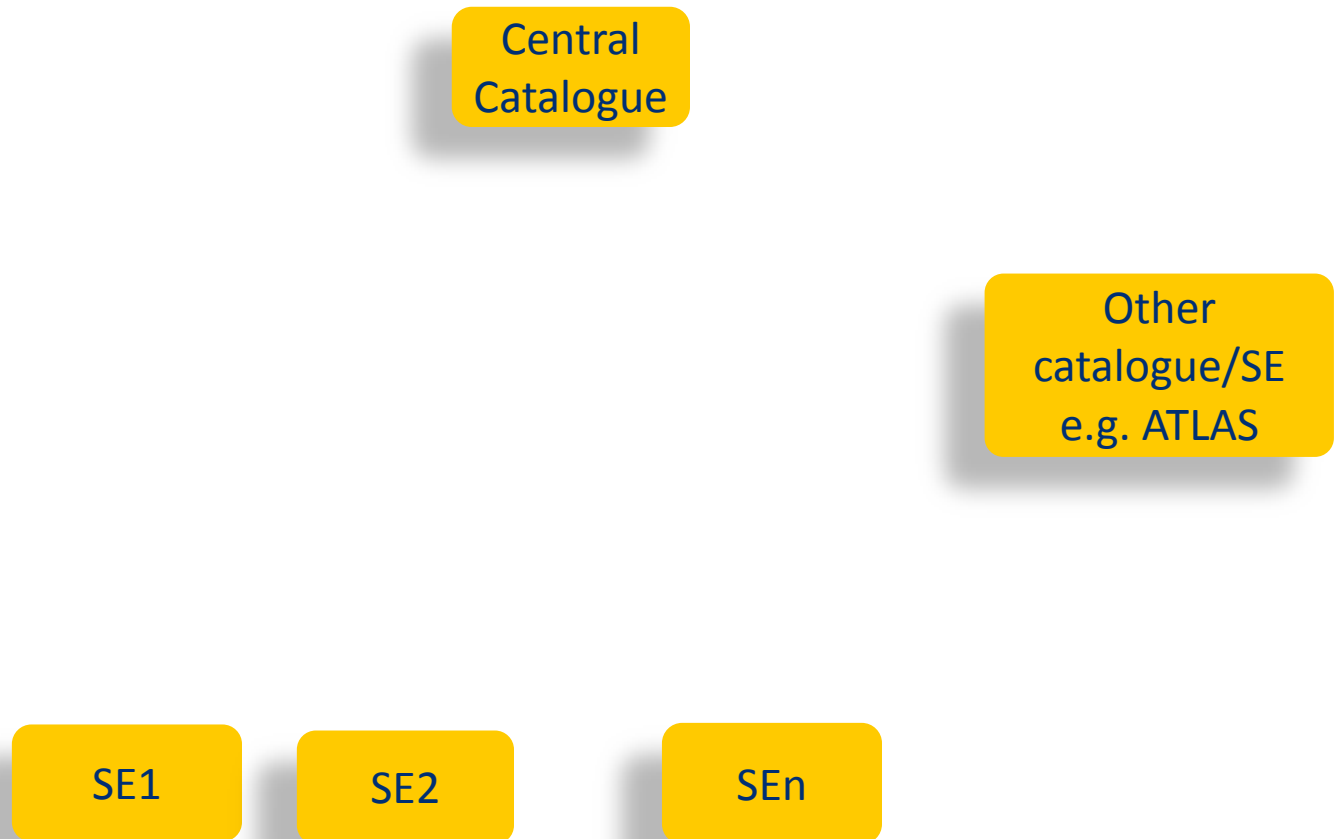 Central
Catalogue
Other
catalogue/SE
e.g. ATLAS
SE1
SE2
SEn